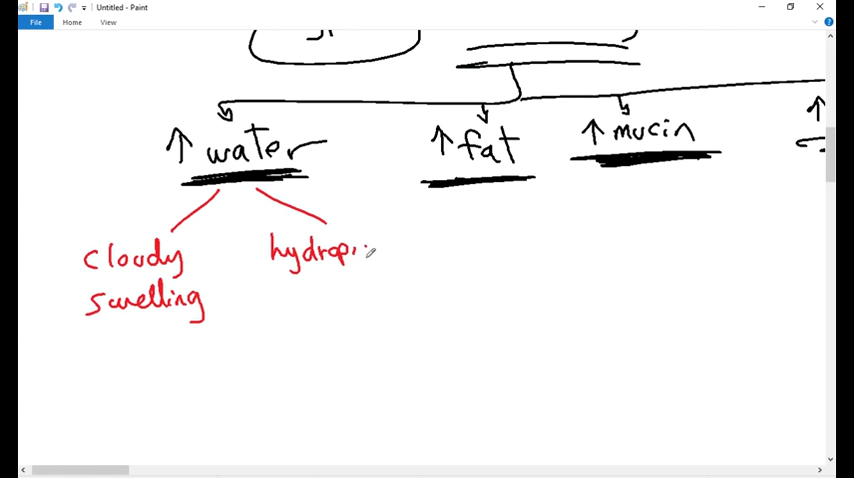 Untitled - Paint
File Home View
↑ water ↑ fat ↑ mucin ↑
cloudy hydropi
swelling